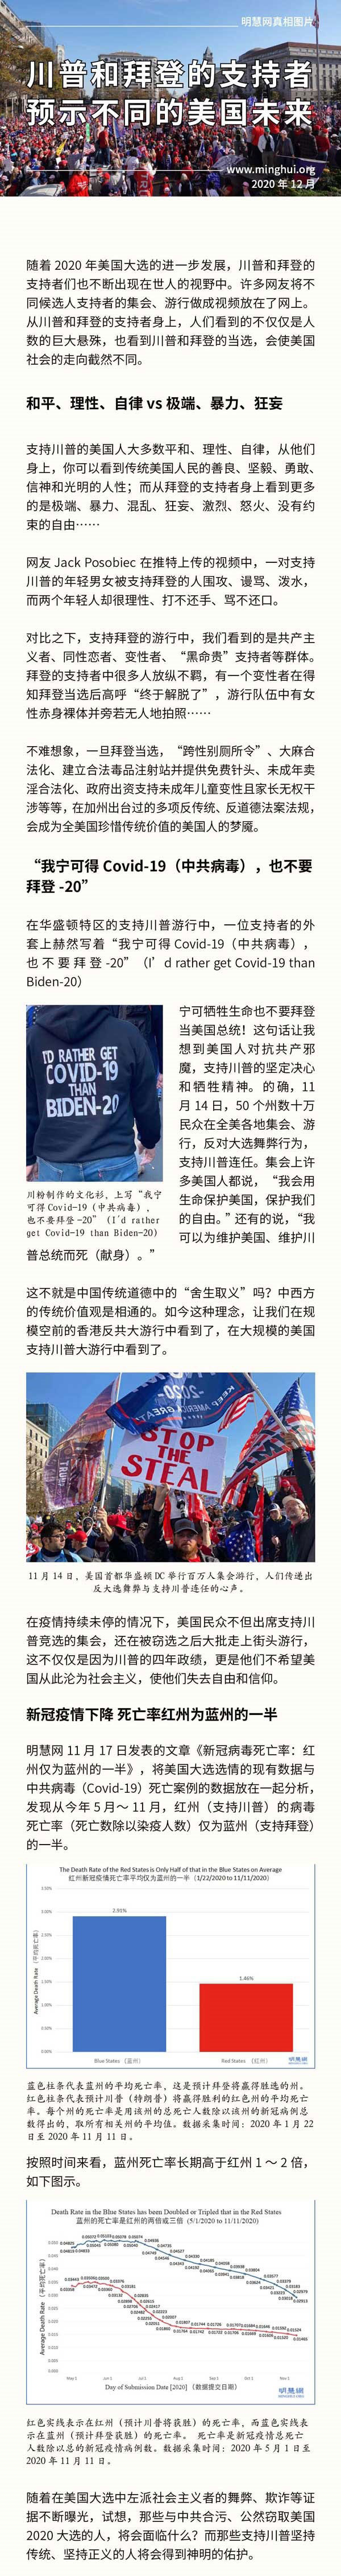 明慧网真相图片
川普和拜登的支持者
预示不同的美国未来
www.minghui.org
2020 年 12 月
随着 2020 年美国大选的进一步发展，川普和拜登的
支持者们也不断出现在世人的视野中。许多网友将不
同候选人支持者的集会、游行做成视频放在了网上。
从川普和拜登的支持者身上，人们看到的不仅仅是人
数的巨大悬殊，也看到川普和拜登的当选，会使美国
社会的走向截然不同。
和平、理性、自律 vs 极端、暴力、狂妄
支持川普的美国人大多数平和、理性、自律，从他们
身上，你可以看到传统美国人民的善良、坚毅、勇敢、
信神和光明的人性；而从拜登的支持者身上看到更多
的是极端、暴力、混乱、狂妄、激烈、怒火、没有约
束的自由……
网友 Jack Posobiec 在推特上传的视频中，一对支持
川普的年轻男女被支持拜登的人围攻、谩骂、泼水，
而两个年轻人却很理性、打不还手、骂不还口。
对比之下，支持拜登的游行中，我们看到的是共产主
义者、同性恋者、变性者、“黑命贵”支持者等群体。
拜登的支持者中很多人放纵不羁，有一个变性者在得
知拜登当选后高呼“终于解脱了”，游行队伍中有女
性赤身裸体并旁若无人地拍照……
不难想象，一旦拜登当选，“跨性别厕所令”、大麻合
法化、建立合法毒品注射站并提供免费针头、未成年卖
淫合法化、政府出资支持未成年儿童变性且家长无权干
涉等等，在加州出台过的多项反传统、反道德法案法规，
会成为全美国珍惜传统价值的美国人的梦魇。
“我宁可得 Covid-19（中共病毒），也不要
拜登 -20”
在华盛顿特区的支持川普游行中，一位支持者的外
套上赫然写着“我宁可得 Covid-19（中共病毒），
也不要拜登 -20”（I’d rather get Covid-19 than
Biden-20）
I'D RATHER GET
COVID-19
THAN
BIDEN-20
川粉制作的文化衫，上写“我宁
可得 Covid-19（中共病毒），
也不要拜登 -20”（I'd rather
get Covid-19 than Biden-20）
宁可牺牲生命也不要拜登
当美国总统！这句话让我
想到美国人对抗共产邪
魔，支持川普的坚定决心
和牺牲精神。的确，11
月 14 日，50 个州数十万
民众在全美各地集会、游
行，反对大选舞弊行为，
支持川普连任。集会上许
多美国人都说，“我会用
生命保护美国，保护我们
的自由。”还有的说，“我
可以为维护美国、维护川
普总统而死（献身）。”
这不就是中国传统道德中的“舍生取义”吗？中西方
的传统价值观是相通的。如今这种理念，让我们在规
模空前的香港反共大游行中看到了，在大规模的美国
支持川普大游行中看到了。
STOP
THE
STEAL
11 月 14 日，美国首都华盛顿 DC 举行百万人集会游行，人们传递出
反大选舞弊与支持川普连任的心声。
在疫情持续未停的情况下，美国民众不但出席支持川
普竞选的集会，还在被窃选之后大批走上街头游行，
这不仅仅是因为川普的四年政绩，更是他们不希望美
国从此沦为社会主义，使他们失去自由和信仰。
新冠疫情下降 死亡率红州为蓝州的一半
明慧网 11 月 17 日发表的文章《新冠病毒死亡率：红
州仅为蓝州的一半》，将美国大选选情的现有数据与
中共病毒（Covid-19）死亡案例的数据放在一起分析，
发现从今年 5 月～ 11 月，红州（支持川普）的病毒
死亡率（死亡数除以染疫人数）仅为蓝州（支持拜登）
的一半。
The Death Rate of the Red States is Only Half of that in the Blue States on Average
红州新冠疫情死亡率平均仅为蓝州的一半（1/22/2020 to 11/11/2020）
2.91%
1.46%
Average Death Rate （平均死亡率）
Blue States （蓝州）
Red States （红州）
蓝色柱条代表蓝州的平均死亡率，这是预计拜登将赢得胜选的州。
红色柱条代表预计川普（特朗普）将赢得胜利的红色州的平均死亡
率。每个州的死亡率是用该州的总死亡人数除以该州的新冠病例总
数得出的，取所有相关州的平均值。数据采集时间：2020 年 1 月 22
日至 2020 年 11 月 11 日。
按照时间来看，蓝州死亡率长期高于红州 1 ～ 2 倍，
如下图示。
Death Rate in the Blue States has been Doubled or Tripled that in the Red States
蓝州的死亡率是红州的两倍或三倍 (5/1/2020 to 11/11/2020)
Average Death Rate （平均死亡率）
Day of Submission Date [2020] （数据提交日期）
红色实线表示在红州（预计川普将获胜）的死亡率，而蓝色实线表
示在蓝州（预计拜登获胜）的死亡率。 死亡率是新冠疫情总死亡
人数除以总的新冠疫情病例数。数据采集时间：2020 年 5 月 1 日至
2020 年 11 月 11 日。
随着在美国大选中左派社会主义者的舞弊、欺诈等证
据不断曝光，试想，那些与中共合污、公然窃取美国
2020 大选的人，将会面临什么？而那些支持川普坚持
传统、坚持正义的人将会得到神明的佑护。